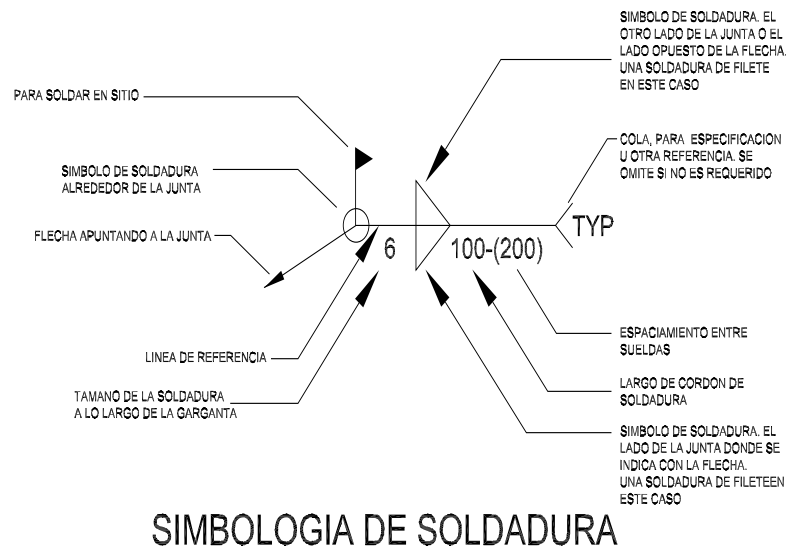 SIMBOLO DE SOLDADURA. EL
OTRO LADO DE LA JUNTA O EL
LADO OPUESTO DE LA FLECHA.
UNA SOLDADURA DE FILETE
EN ESTE CASO
PARA SOLDAR EN SITIO
COLA, PARA ESPECIFICACION
U OTRA REFERENCIA. SE
OMITE SI NO ES REQUERIDO
SIMBOLO DE SOLDADURA
ALREDEDOR DE LA JUNTA
FLECHA APUNTANDO A LA JUNTA
TYP
6
100-(200)
ESPACIAMIENTO ENTRE
SUELDAS
LINEA DE REFERENCIA
LARGO DE CORDON DE
SOLDADURA
TAMANO DE LA SOLDADURA
A LO LARGO DE LA GARGANTA
SIMBOLO DE SOLDADURA. EL
LADO DE LA JUNTA DONDE SE
INDICA CON LA FLECHA.
UNA SOLDADURA DE FILETEEN
ESTE CASO
SIMBOLOGIA DE SOLDADURA